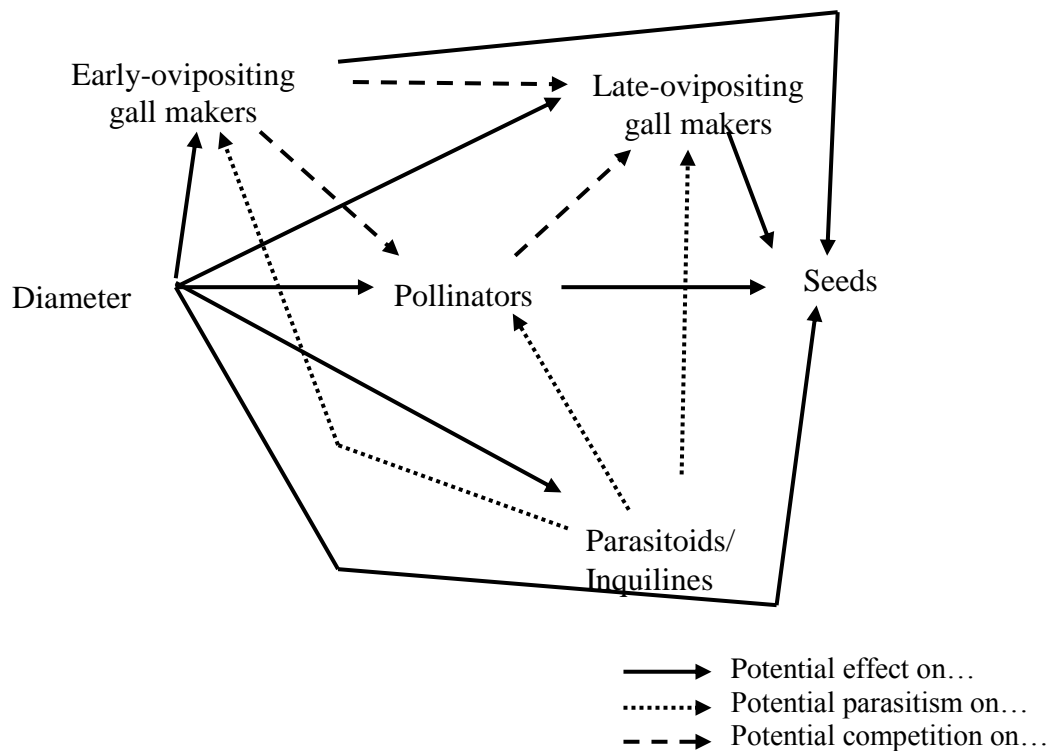 Early-ovipositing
gall makers
Late-ovipositing
gall makers
Diameter
Pollinators
Seeds
Parasitoids/
Inquilines
Potential effect on…
Potential parasitism on…
Potential competition on…